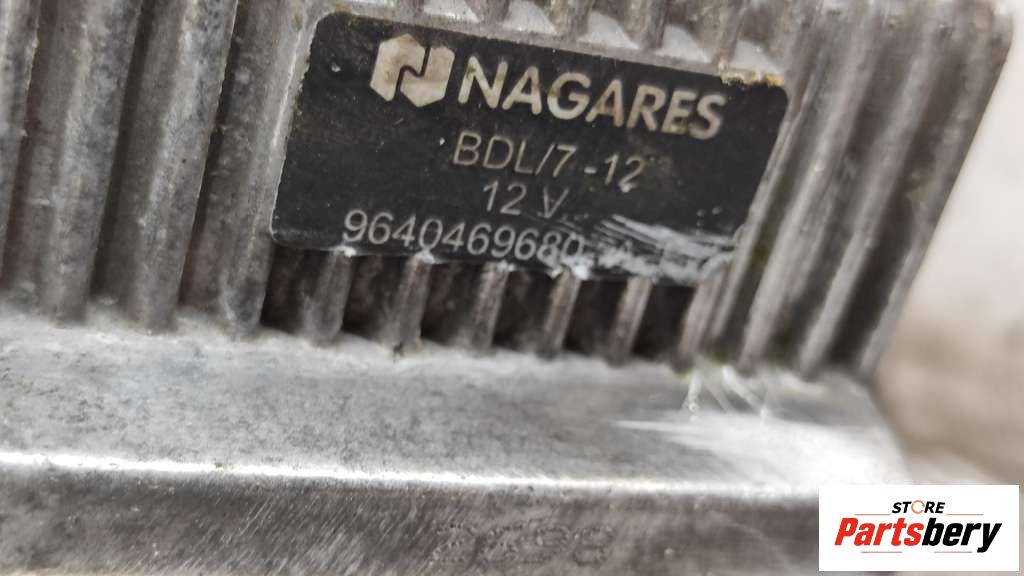 NAGARES
BDL/7-12
12 V
9640469680
STORE
Partsbery